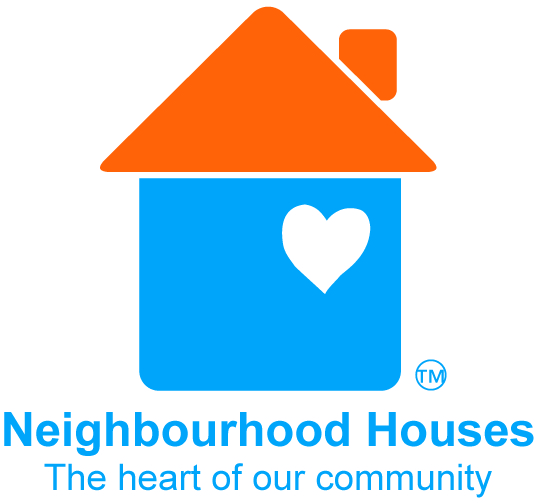 TM
Neighbourhood Houses
The heart of our community